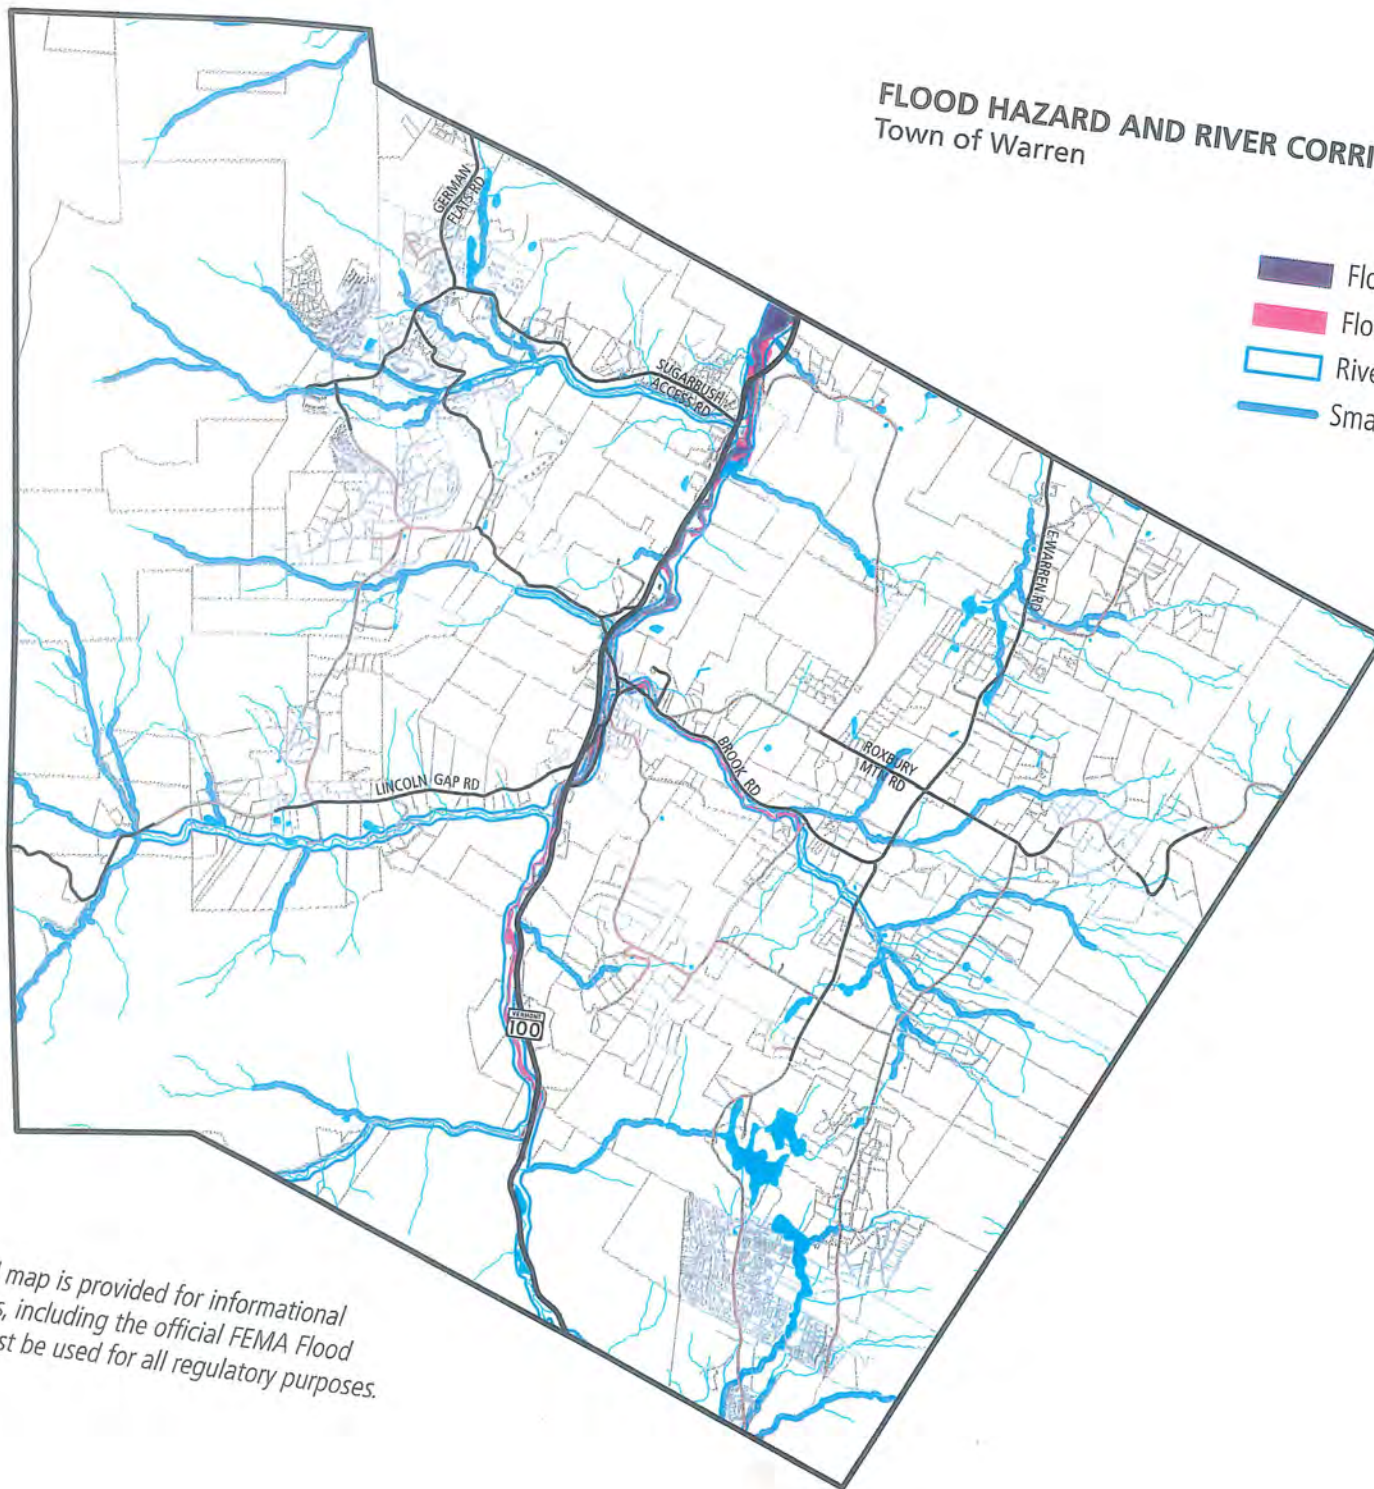 FLOOD HAZARD AND RIVER CORRI
Town of Warren
Flo
Flo
Rive
Sma
GERMAN
FLATS RD
SUGARBUSH
ACCESS RD
E WARREN RD
ROXBURY
MTN RD
BROOK RD
LINCOLN GAP RD
VERMONT
100
map is provided for informational
s, including the official FEMA Flood
st be used for all regulatory purposes.